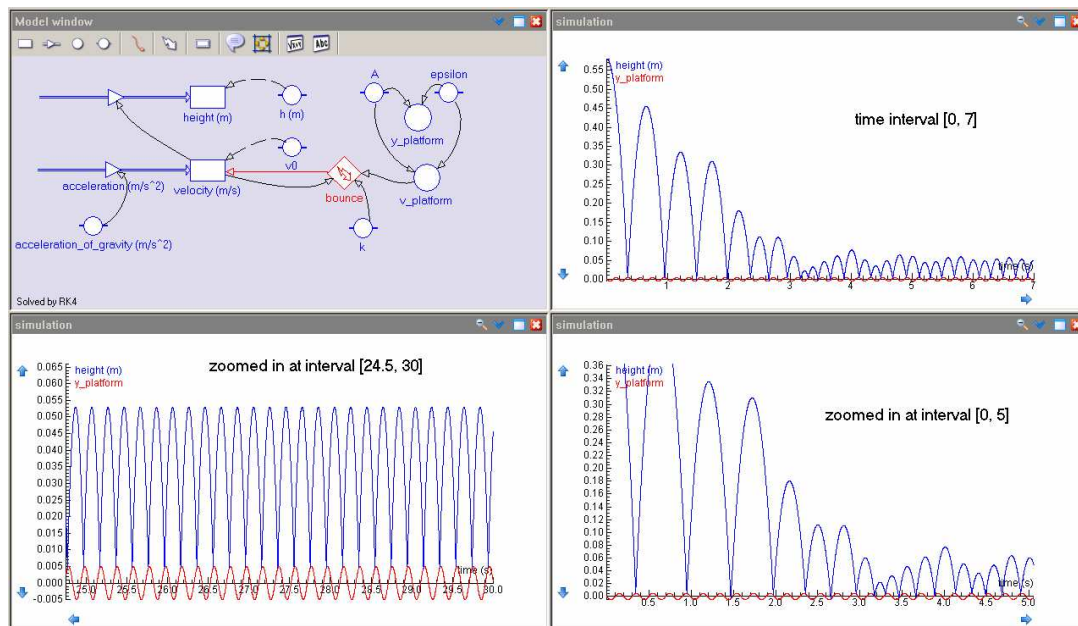 Model window
A
epsilon
height (m)
h (m)
y_platform
v0
acceleration (m/s^2)
velocity (m/s)
bounce
v_platform
acceleration_of_gravity (m/s^2)
k
Solved by RK4
simulation
height (m)
y_platform
time interval [0, 7]
0.55
0.50
0.45
0.40
0.35
0.30
0.25
0.20
0.15
0.10
0.05
0.00
time (s)
1
2
3
4
5
6
7
simulation
zoomed in at interval [24.5, 30]
height (m)
y_platform
0.065
0.060
0.055
0.050
0.045
0.040
0.035
0.030
0.025
0.020
0.015
0.010
0.005
0.000
-0.005
time (s)
25.0
25.5
26.0
26.5
27.0
27.5
28.0
28.5
29.0
29.5
30.0
simulation
height (m)
y_platform
zoomed in at interval [0, 5]
0.36
0.34
0.32
0.30
0.28
0.26
0.24
0.22
0.20
0.18
0.16
0.14
0.12
0.10
0.08
0.06
0.04
0.02
0.00
time (s)
0.5
1.0
1.5
2.0
2.5
3.0
3.5
4.0
4.5
5.0